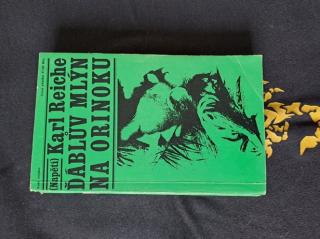 (Napětí)
Karl Reiche
ĎÁBLŮV MLÝN
NA ORINOKU